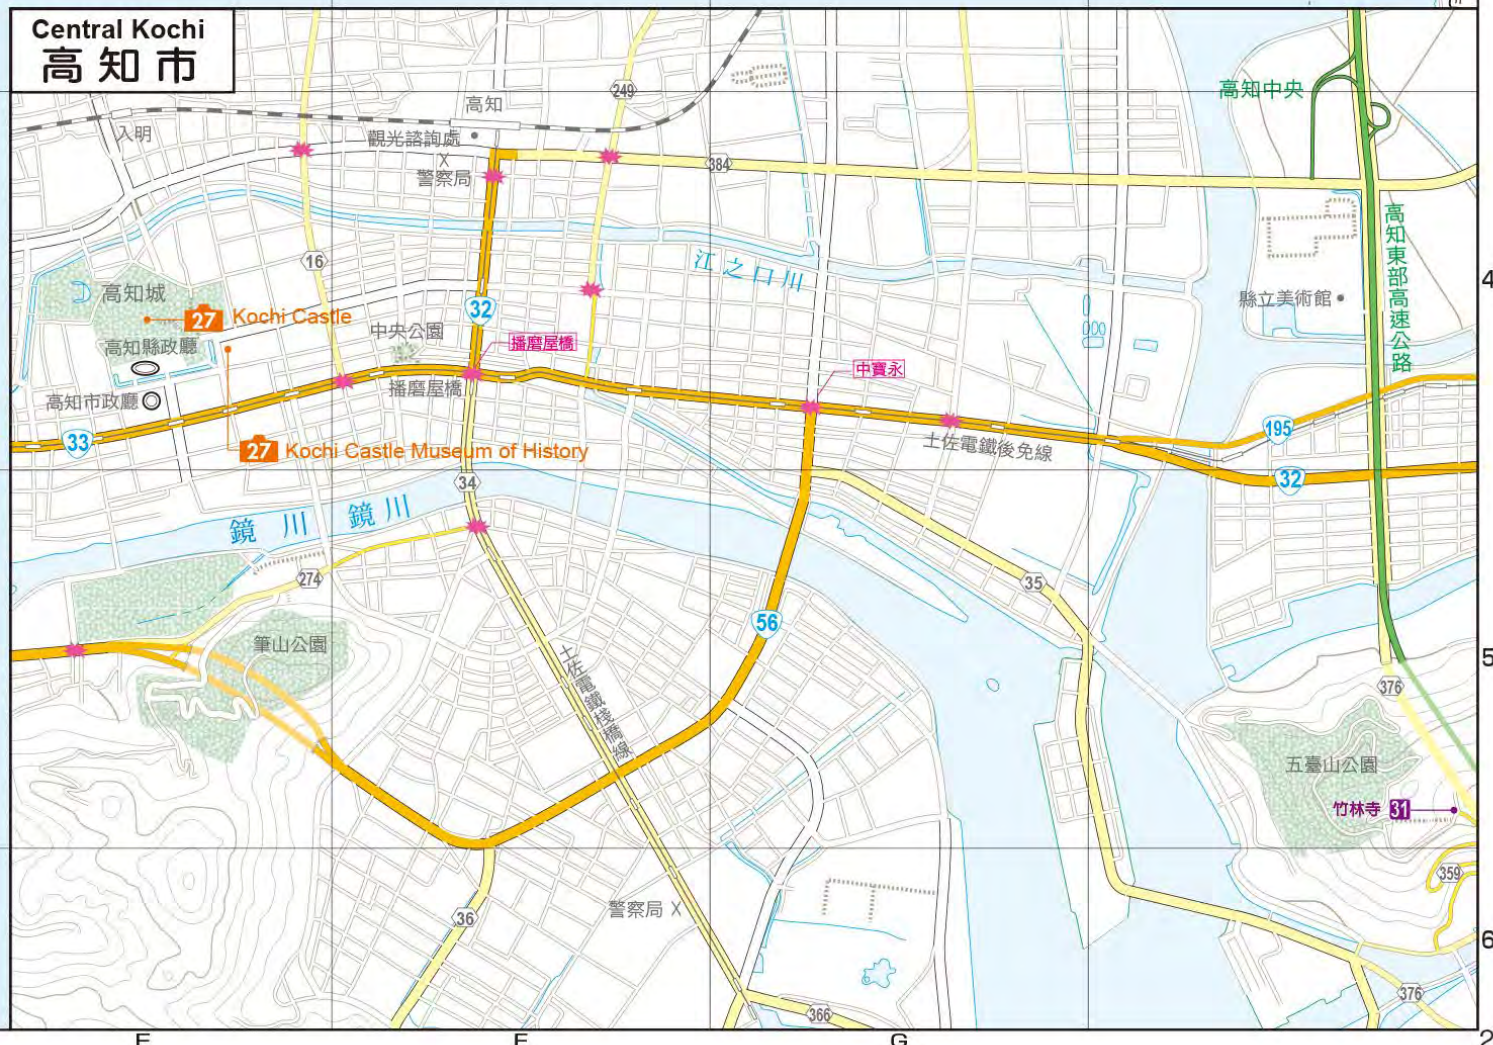 Central Kochi
高知市
高知中央
249
高知
入明
觀光諮詢處
警察局
384
高知東部高速公路
16
江之口川
4
高知城
27 Kochi Castle
32
縣立美術館
中央公園
播磨屋橋
高知縣政廳
中寶永
播磨屋橋
高知市政廳
33
195
27 Kochi Castle Museum of History
土佐電鐵後免線
34
32
鏡川 鏡川
274
35
56
筆山公園
土佐電鐵棧橋線
5
376
五臺山公園
竹林寺 31
359
警察局
36
6
376
366
F
G
2